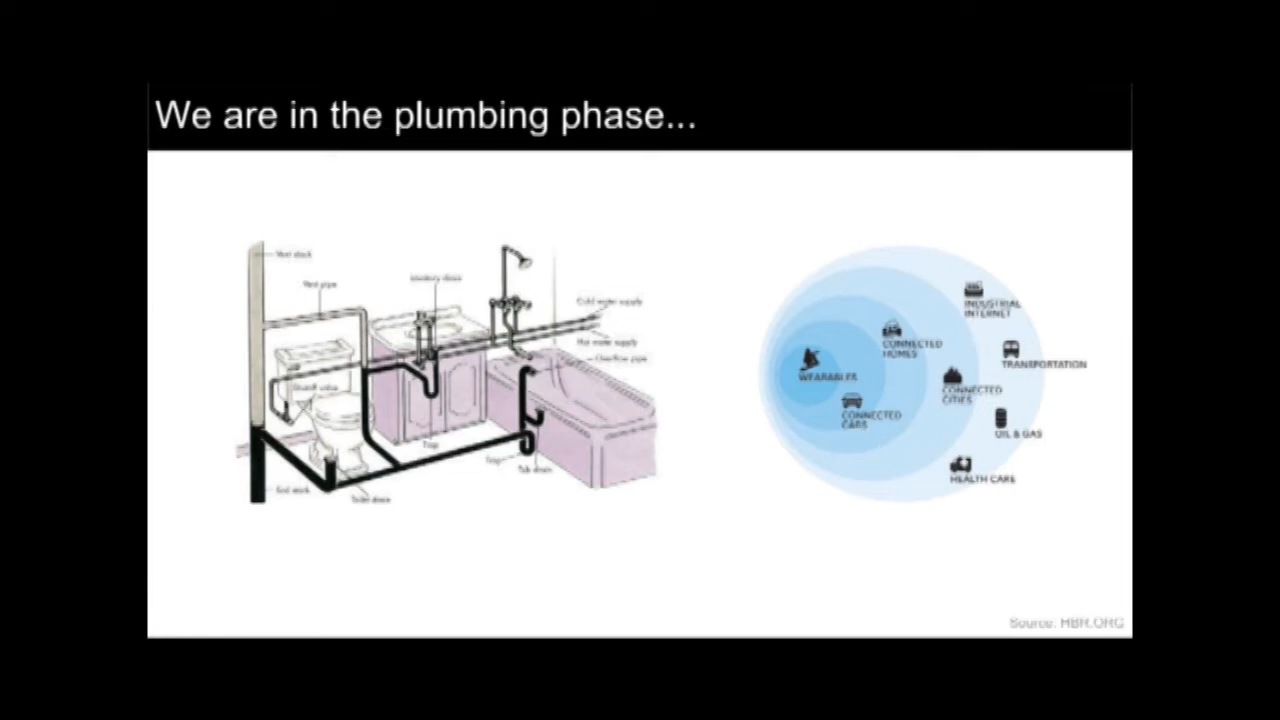 We are in the plumbing phase...
Vent stack
Vent pipe
Lavatory drain
Cold water supply
Hot water supply
Overflow pipe
Shutoff valve
Trap
Trap
Tub drain
Soil stack
Toilet drain
INDUSTRIAL
INTERNET
CONNECTED
HOMES
TRANSPORTATION
WEARABLES
CONNECTED
CITIES
CONNECTED
CARS
OIL & GAS
HEALTH CARE
Source: HBR.ORG